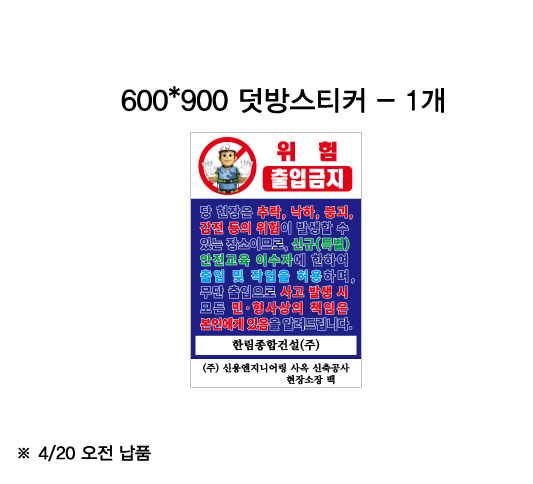 600*900 덧방스티커 - 1개
위 험
출입금지
당 현장은 추락, 낙하, 붕괴,
감전 등의 위험이 발생할 수
있는 장소이므로, 신규(특별)
안전교육 이수자에 한하여
출입 및 작업을 허용하며,
무단 출입으로 사고 발생 시
모든 민·형사상의 책임은
본인에게 있음을 알려드립니다.
한림종합건설(주)
(주) 신용엔지니어링 사옥 신축공사
현장소장 백
※ 4/20 오전 납품